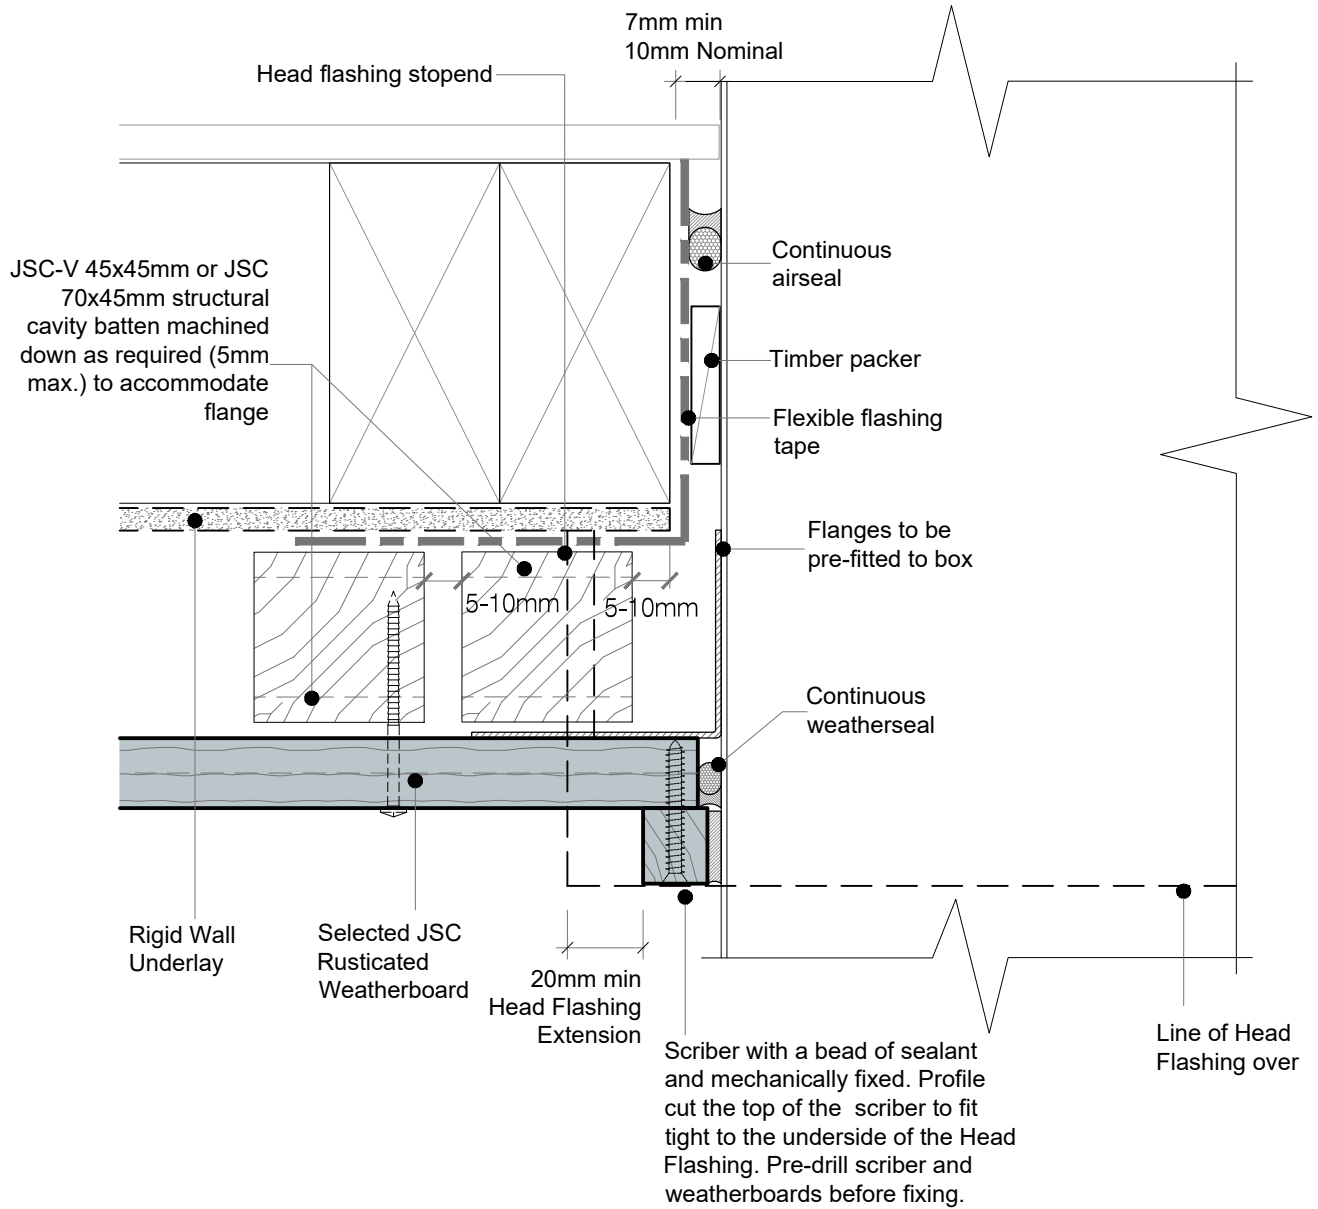 7mm min
10mm Nominal
Head flashing stopend
Continuous
airseal
JSC-V 45x45mm or JSC
70x45mm structural
cavity batten machined
down as required (5mm
max.) to accommodate
flange
Timber packer
Flexible flashing
tape
Flanges to be
pre-fitted to box
5-10mm
5-10mm
Continuous
weatherseal
Rigid Wall
Underlay
Selected JSC
Rusticated
Weatherboard
20mm min
Head Flashing
Extension
Scriber with a bead of sealant
and mechanically fixed. Profile
cut the top of the scriber to fit
tight to the underside of the Head
Flashing. Pre-drill scriber and
weatherboards before fixing.
Line of Head
Flashing over